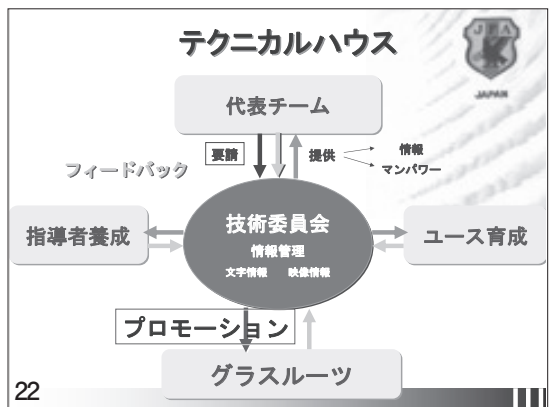 テクニカルハウス
JFA
JAPAN
代表チーム
要請
提供
情報
マンパワー
フィードバック
指導者養成
技術委員会
情報管理
文字情報 映像情報
ユース育成
プロモーション
グラスルーツ
22